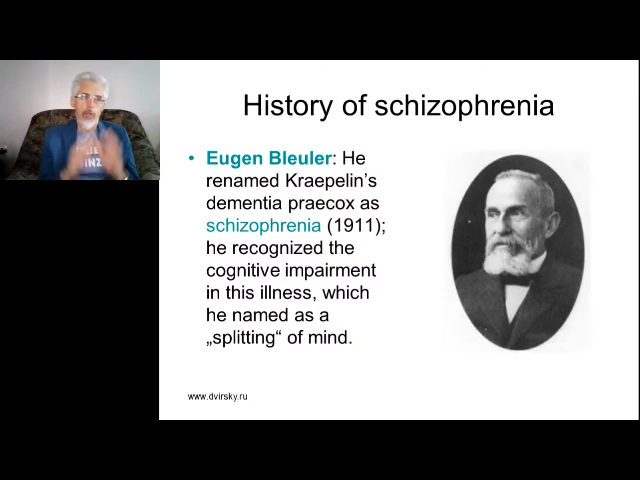 History of schizophrenia
• Eugen Bleuler: He
renamed Kraepelin's
dementia praecox as
schizophrenia (1911);
he recognized the
cognitive impairment
in this illness, which
he named as a
„splitting“ of mind.
www.dvirsky.ru